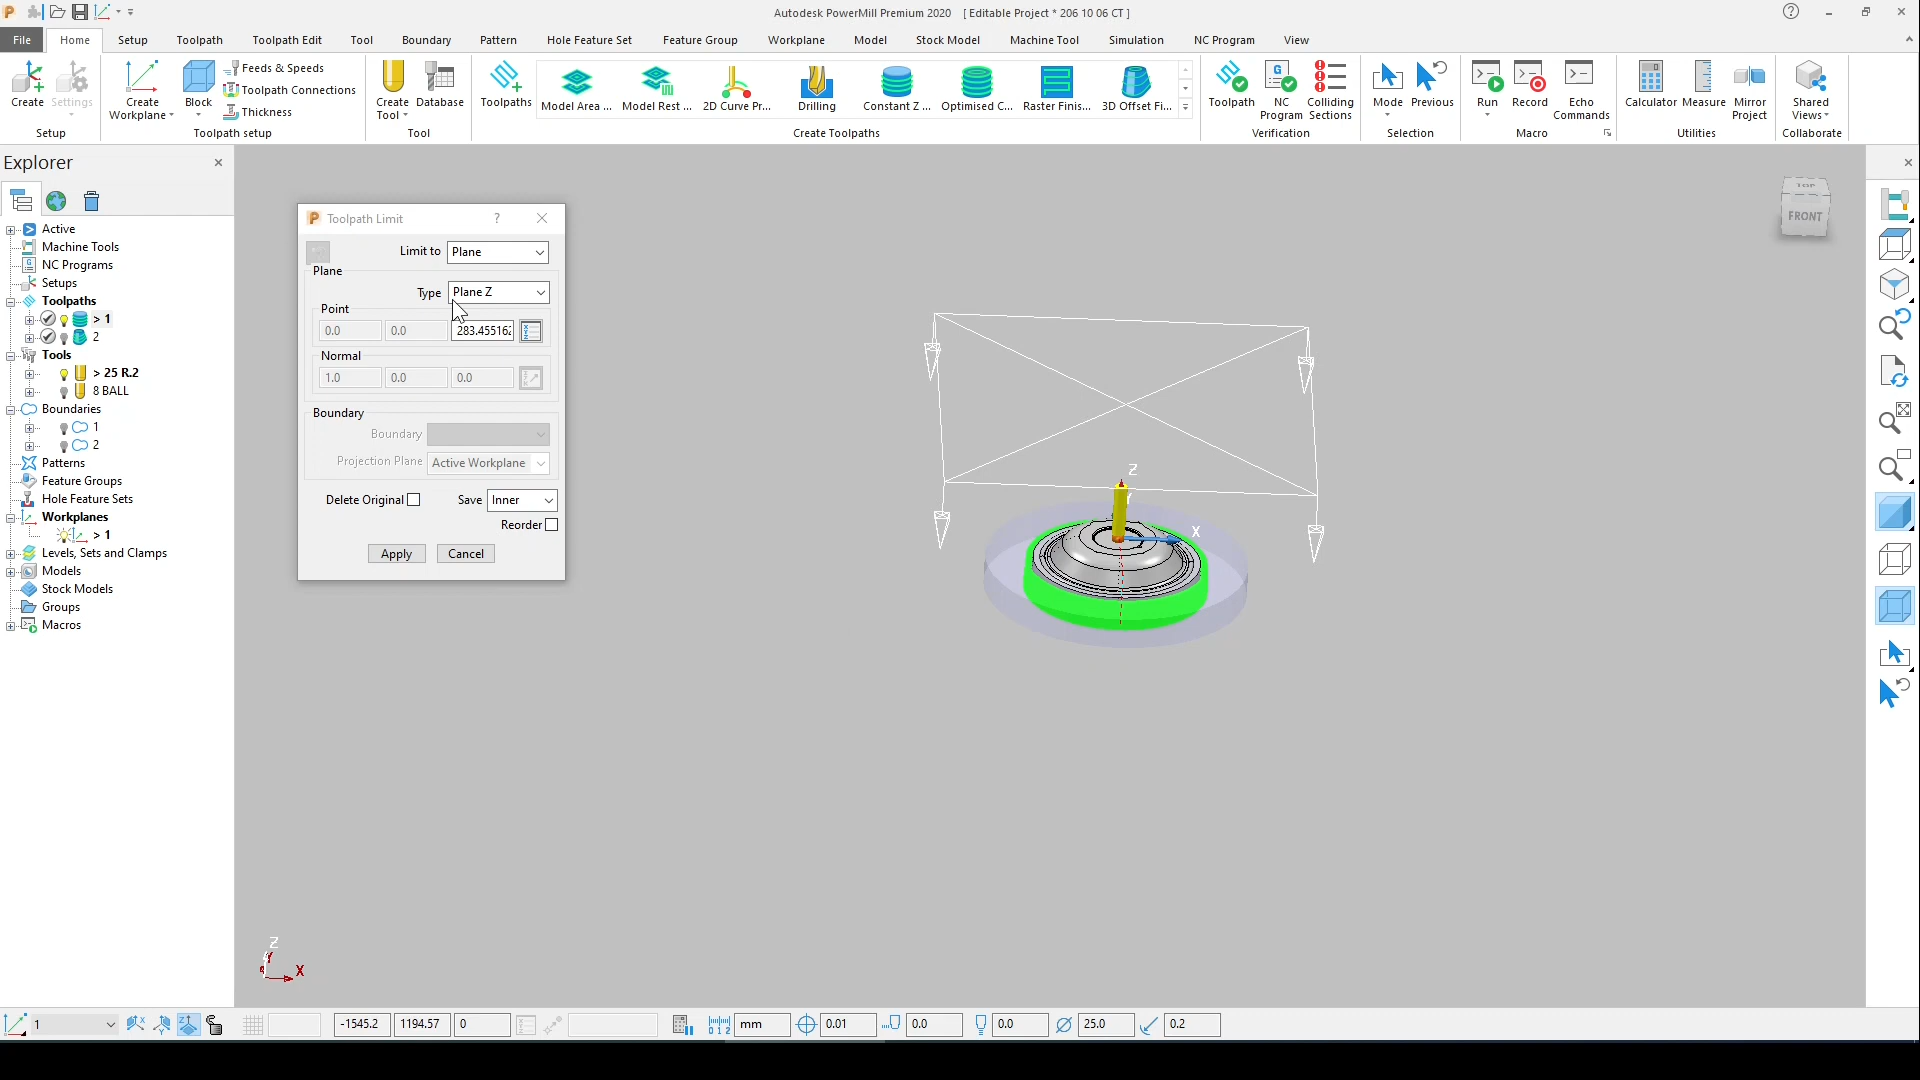 Autodesk PowerMill Premium 2020 [ Editable Project * 206 10 06 CT ]
File Home Setup Toolpath Toolpath Edit Tool Boundary Pattern Hole Feature Set Feature Group Workplane Model Stock Model Machine Tool Simulation NC Program View
Create
Settings
Setup
Create Workplane
Block
Feeds & Speeds
Toolpath Connections
Thickness
Toolpath setup
Create Tool
Database
Tool
Toolpaths
Model Area ...
Model Rest ...
2D Curve Pr...
Drilling
Constant Z ...
Optimised C...
Raster Finis...
3D Offset Fi...
Create Toolpaths
Toolpath
NC Program
Colliding Sections
Verification
Mode
Previous
Selection
Run
Record
Echo Commands
Macro
Calculator
Measure
Mirror Project
Utilities
Shared Views
Collaborate
Explorer
Active
Machine Tools
NC Programs
Setups
Toolpaths
> 1
2
Tools
> 25 R.2
8 BALL
Boundaries
1
2
Patterns
Feature Groups
Hole Feature Sets
Workplanes
> 1
Levels, Sets and Clamps
Models
Stock Models
Groups
Macros
Toolpath Limit
?
Limit to Plane
Plane
Type Plane Z
Point
0.0 0.0 283.455162
Normal
1.0 0.0 0.0
Boundary
Boundary
Projection Plane Active Workplane
Delete Original Save Inner
Reorder
Apply Cancel
TOP
FRONT
Z
X
Z
Y
X
1 -1545.2 1194.57 0 mm 0.01 0.0 0.0 25.0 0.2